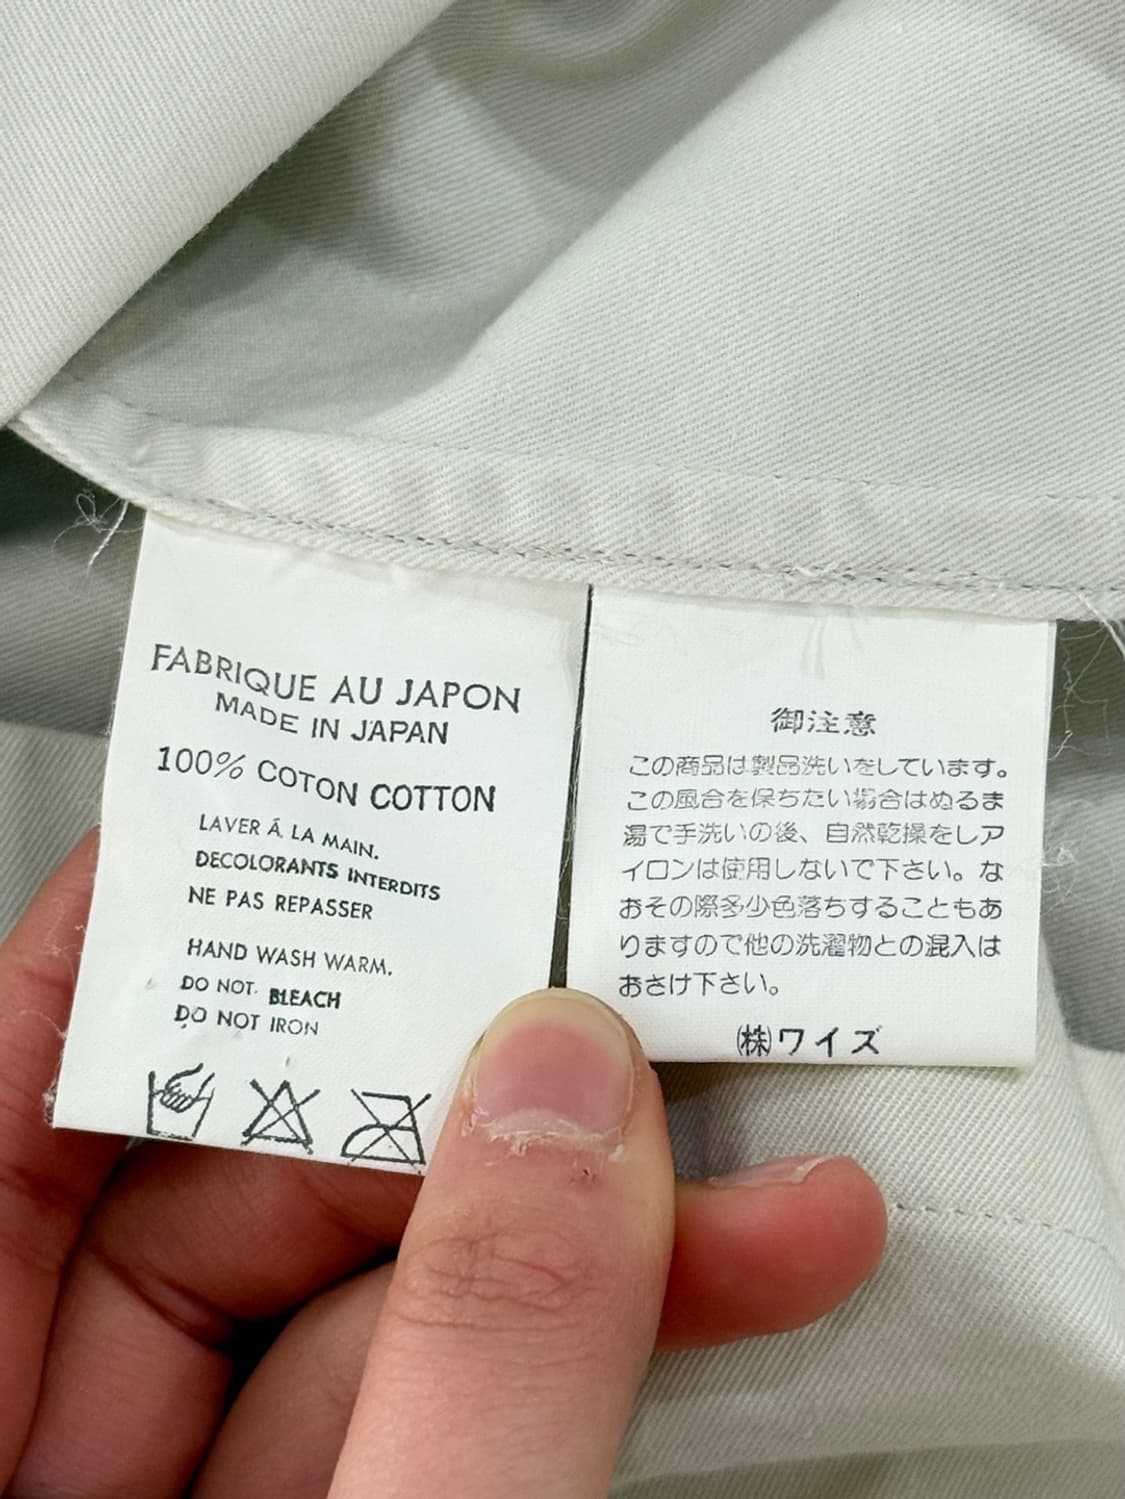 FABRIQUE AU JAPON
MADE IN JAPAN
100% COTON COTTON
LAVER Á LA MAIN.
DECOLORANTS INTERDITS
NE PAS REPASSER
HAND WASH WARM.
DO NOT. BLEACH
DO NOT IRON
御注意
この商品は製品洗いをしています。
この風合を保ちたい場合はぬるま
湯で手洗いの後、自然乾操をしア
イロンは使用しないで下さい。な
おその際多少色落ちすることもあ
りますので他の洗濯物との混入は
おさけ下さい。
㈱ワイズ